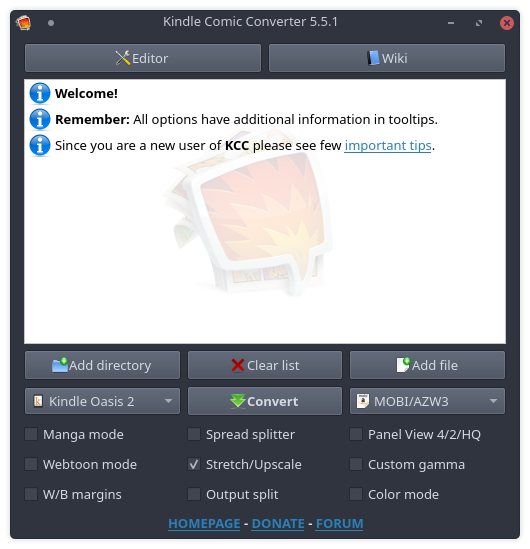 Kindle Comic Converter 5.5.1
Editor
Wiki
Welcome!
Remember: All options have additional information in tooltips.
Since you are a new user of KCC please see few important tips.
Add directory
Clear list
Add file
Kindle Oasis 2
Convert
MOBI/AZW3
Manga mode
Spread splitter
Panel View 4/2/HQ
Webtoon mode
Stretch/Upscale
Custom gamma
W/B margins
Output split
Color mode
HOMEPAGE - DONATE - FORUM